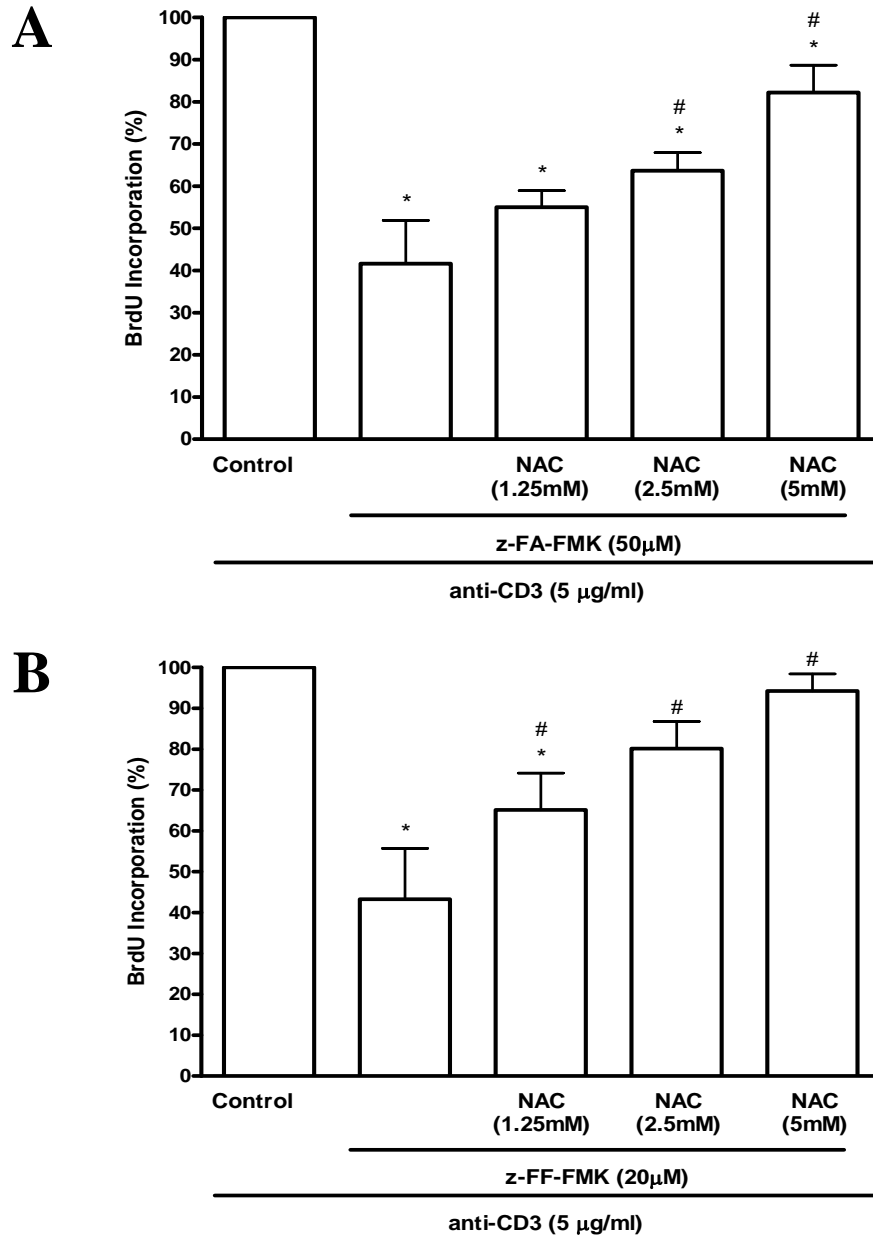 A
BrdU Incorporation (%)
100
90
80
70
60
50
40
30
20
10
0
*
*
#
*
#
*
Control
NAC
(1.25mM)
NAC
(2.5mM)
NAC
(5mM)
z-FA-FMK (50μM)
anti-CD3 (5 μg/ml)
B
BrdU Incorporation (%)
100
90
80
70
60
50
40
30
20
10
0
*
#
*
#
#
Control
NAC
(1.25mM)
NAC
(2.5mM)
NAC
(5mM)
z-FF-FMK (20μM)
anti-CD3 (5 μg/ml)